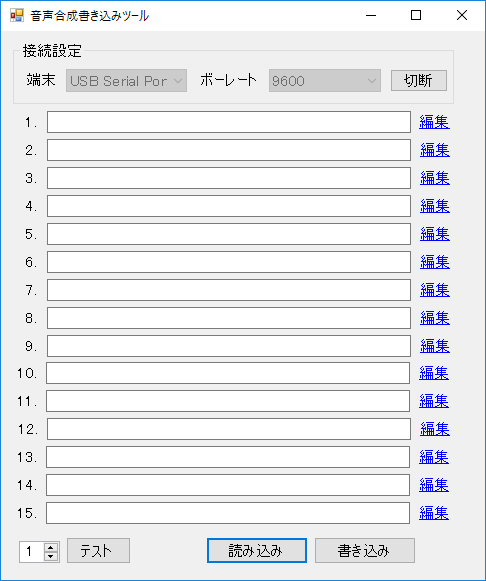 音声合成書き込みツール
接続設定
端末 USB Serial Por ボーレート 9600 切断
1. 編集
2. 編集
3. 編集
4. 編集
5. 編集
6. 編集
7. 編集
8. 編集
9. 編集
10. 編集
11. 編集
12. 編集
13. 編集
14. 編集
15. 編集
1 テスト 読み込み 書き込み